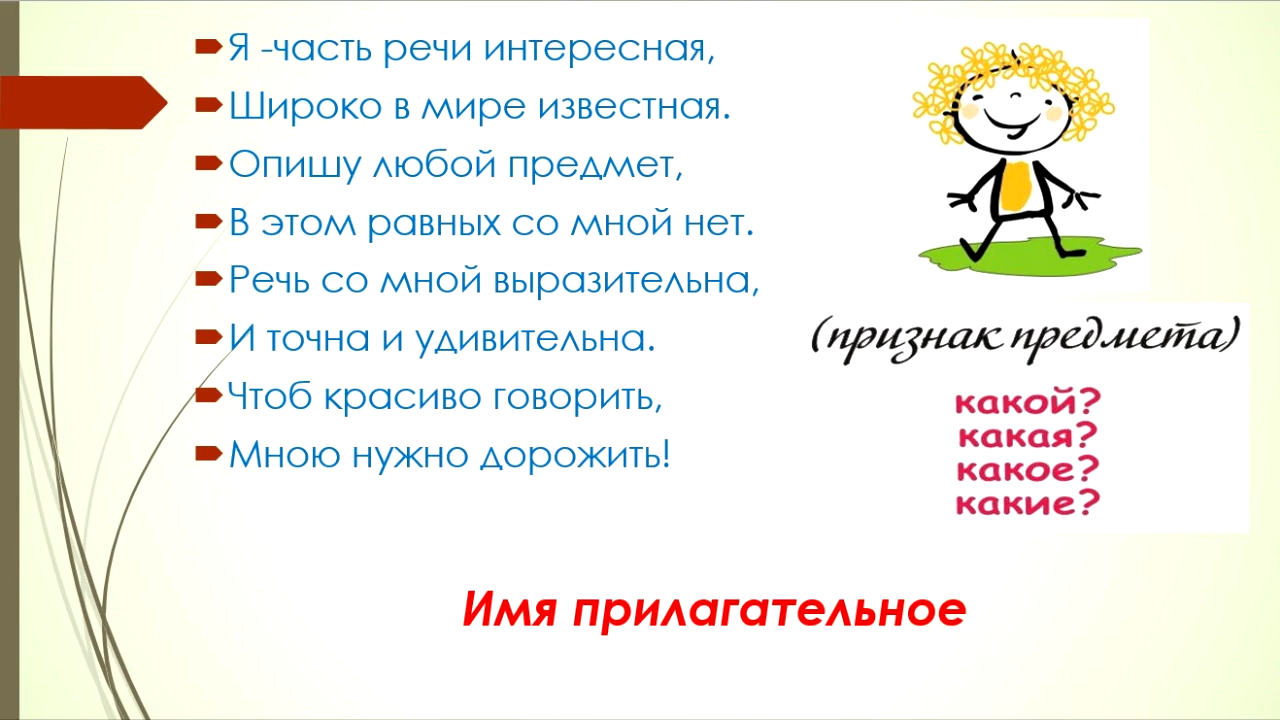 Я -часть речи интересная,
Широко в мире известная.
Опишу любой предмет,
В этом равных со мной нет.
Речь со мной выразительна,
И точна и удивительна.
Чтоб красиво говорить,
Мною нужно дорожить!
(признак предмета)
какой?
какая?
какое?
какие?
Имя прилагательное